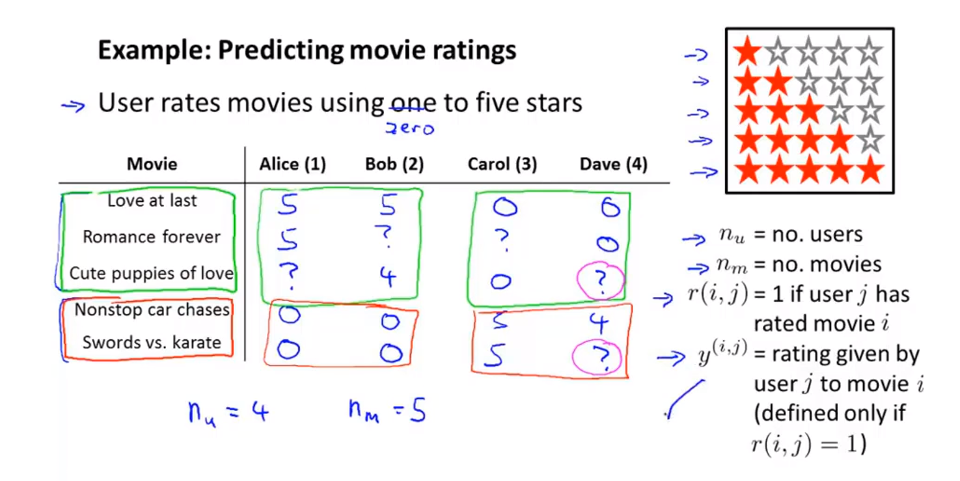 Example: Predicting movie ratings
→ User rates movies using one to five stars
zero
Movie Alice (1) Bob (2) Carol (3) Dave (4)
Love at last 5 5 0 0
Romance forever 5 ? ? 0
Cute puppies of love ? 4 0 ?
Nonstop car chases 0 0 5 4
Swords vs. karate 0 0 5 ?
n_u = 4 n_m = 5
→ n_u = no. users
→ n_m = no. movies
→ r(i, j) = 1 if user j has
rated movie i
→ y^(i,j) = rating given by
user j to movie i
(defined only if
r(i, j) = 1)